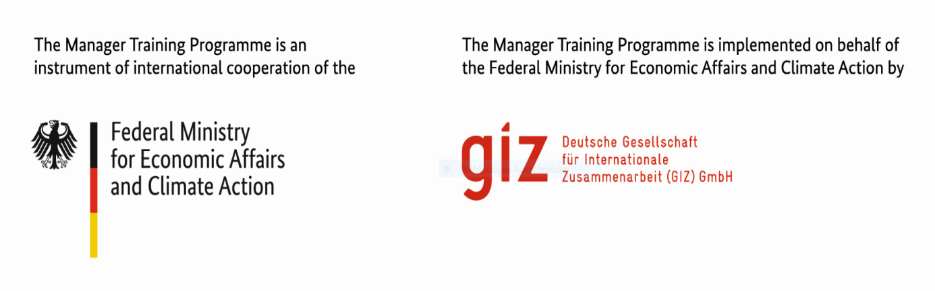 The Manager Training Programme is an
instrument of international cooperation of the
Federal Ministry
for Economic Affairs
and Climate Action
The Manager Training Programme is implemented on behalf of
the Federal Ministry for Economic Affairs and Climate Action by
giz
Deutsche Gesellschaft
für Internationale
Zusammenarbeit (GIZ) GmbH